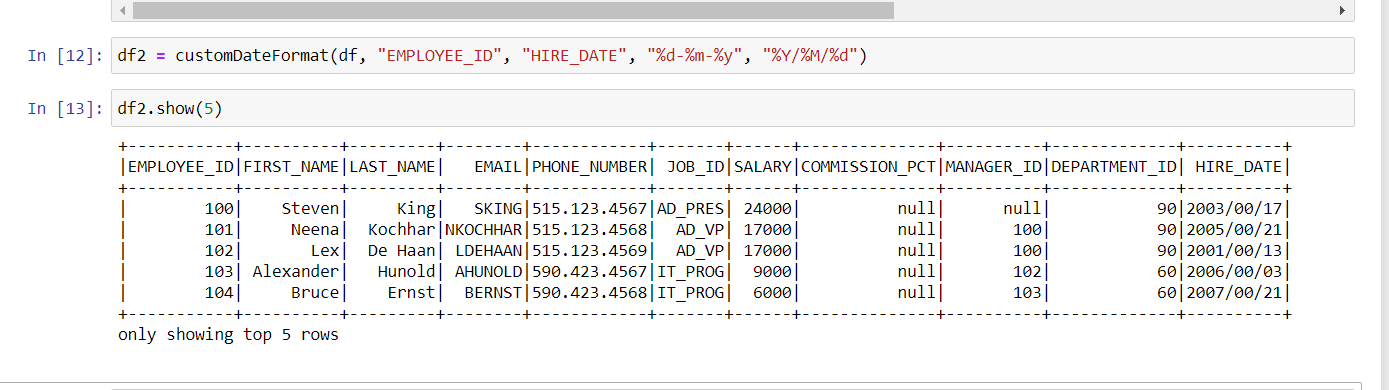 In [12]: df2 = customDateFormat(df, "EMPLOYEE_ID", "HIRE_DATE", "%d-%m-%y", "%Y/%M/%d")
In [13]: df2.show(5)
+-----------+----------+---------+--------+------------+-------+------+--------------+----------+-------------+----------+
|EMPLOYEE_ID|FIRST_NAME|LAST_NAME|   EMAIL|PHONE_NUMBER| JOB_ID|SALARY|COMMISSION_PCT|MANAGER_ID|DEPARTMENT_ID| HIRE_DATE|
+-----------+----------+---------+--------+------------+-------+------+--------------+----------+-------------+----------+
|        100|    Steven|     King|   SKING|515.123.4567|AD_PRES| 24000|          null|      null|           90|2003/00/17|
|        101|     Neena|  Kochhar|NKOCHHAR|515.123.4568|  AD_VP| 17000|          null|       100|           90|2005/00/21|
|        102|       Lex|  De Haan| LDEHAAN|515.123.4569|  AD_VP| 17000|          null|       100|           90|2001/00/13|
|        103| Alexander|   Hunold| AHUNOLD|590.423.4567|IT_PROG|  9000|          null|       102|           60|2006/00/03|
|        104|     Bruce|    Ernst|  BERNST|590.423.4568|IT_PROG|  6000|          null|       103|           60|2007/00/21|
+-----------+----------+---------+--------+------------+-------+------+--------------+----------+-------------+----------+
only showing top 5 rows